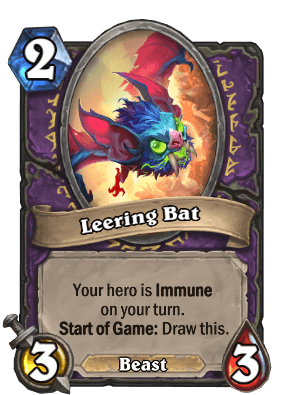 2
Leering Bat
Your hero is Immune
on your turn.
Start of Game: Draw this.
3
Beast
3